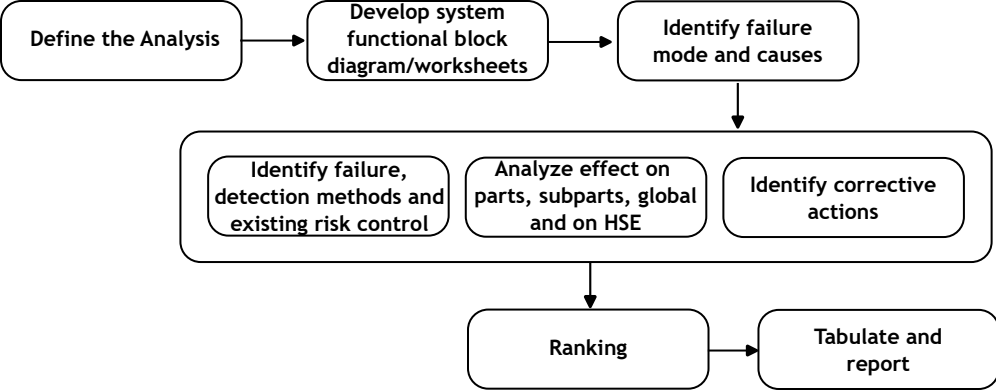 Define the Analysis
Develop system
functional block
diagram/worksheets
Identify failure
mode and causes
Identify failure,
detection methods and
existing risk control
Analyze effect on
parts, subparts, global
and on HSE
Identify corrective
actions
Ranking
Tabulate and
report